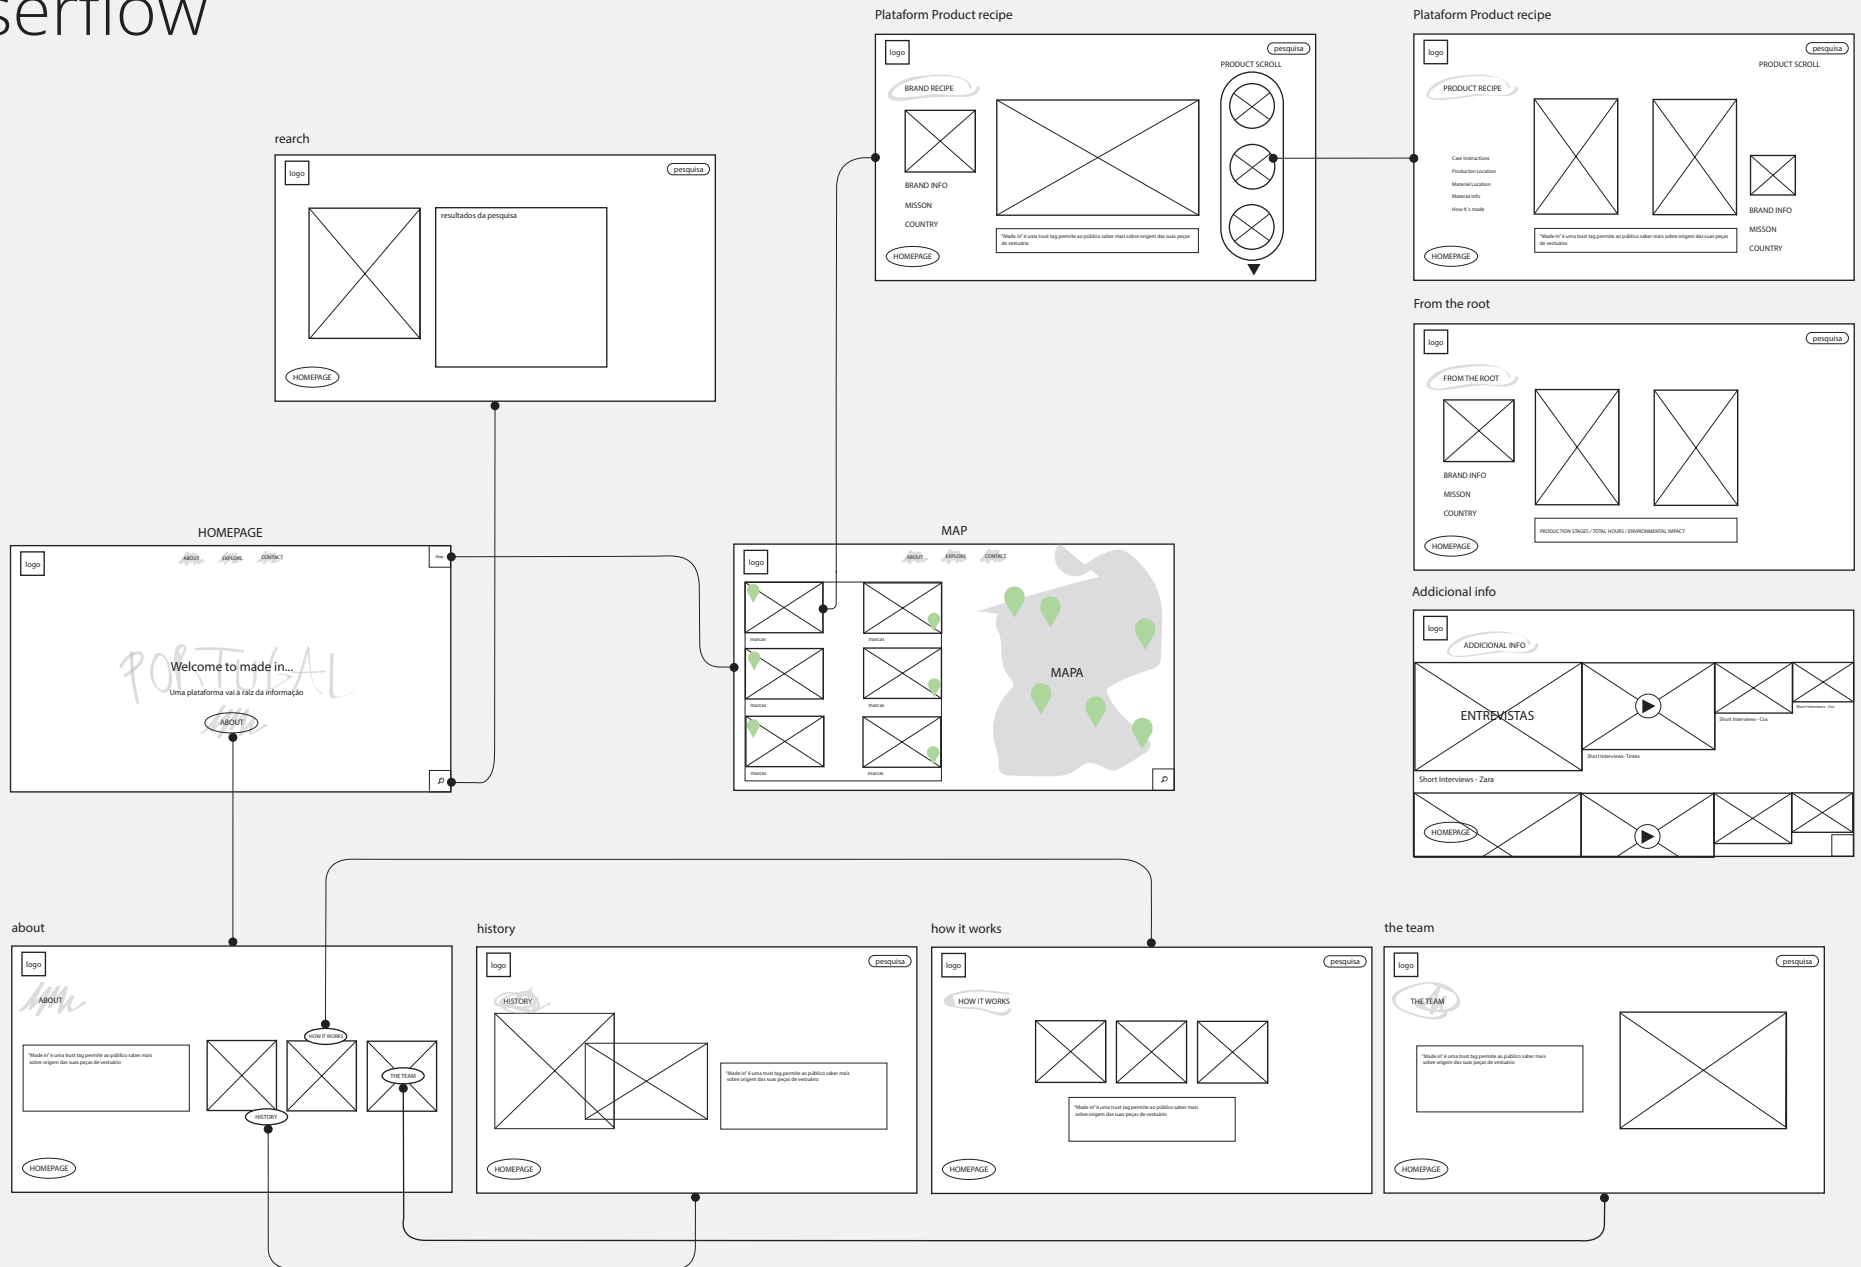 serflow
Plataform Product recipe
logo
pesquisa
PRODUCT SCROLL
BRAND RECIPE
BRAND INFO
MISSON
COUNTRY
"Made in" é uma trust tag permite ao público saber mais sobre origem das suas peças
de vestuário
HOMEPAGE
Plataform Product recipe
logo
pesquisa
PRODUCT SCROLL
PRODUCT RECIPE
Care Instructions
Producton Location
Material Location
Material Info
How it´s made
BRAND INFO
MISSON
COUNTRY
"Made in" é uma trust tag permite ao público saber mais sobre origem das suas peças
de vestuário
HOMEPAGE
rearch
logo
pesquisa
resultados da pesquisa
HOMEPAGE
From the root
logo
pesquisa
FROM THE ROOT
BRAND INFO
MISSON
COUNTRY
PRODUCTION STAGES / TOTAL HOURS / ENVIRONMENTAL IMPACT
HOMEPAGE
HOMEPAGE
logo
ABOUT
EXPLORE
CONTACT
Map
PORTUGAL
Welcome to made in...
Uma plataforma vai à raíz da informação
ABOUT
MAP
logo
ABOUT
EXPLORE
CONTACT
marcas
marcas
marcas
marcas
marcas
marcas
MAPA
Addicional info
logo
ADDICIONAL INFO
ENTREVISTAS
Short Interviews - Zara
Short Interviews -Tintex
Short Interviews - Cos
Short Interviews - Cos
HOMEPAGE
about
logo
ABOUT
"Made in" é uma trust tag permite ao público saber mais
sobre origem das suas peças de vestuário
HOW IT WORKS
THE TEAM
HISTORY
HOMEPAGE
history
logo
pesquisa
HISTORY
"Made in" é uma trust tag permite ao público saber mais
sobre origem das suas peças de vestuário
HOMEPAGE
how it works
logo
pesquisa
HOW IT WORKS
"Made in" é uma trust tag permite ao público saber mais
sobre origem das suas peças de vestuário
HOMEPAGE
the team
logo
pesquisa
THE TEAM
"Made in" é uma trust tag permite ao público saber mais
sobre origem das suas peças de vestuário
HOMEPAGE